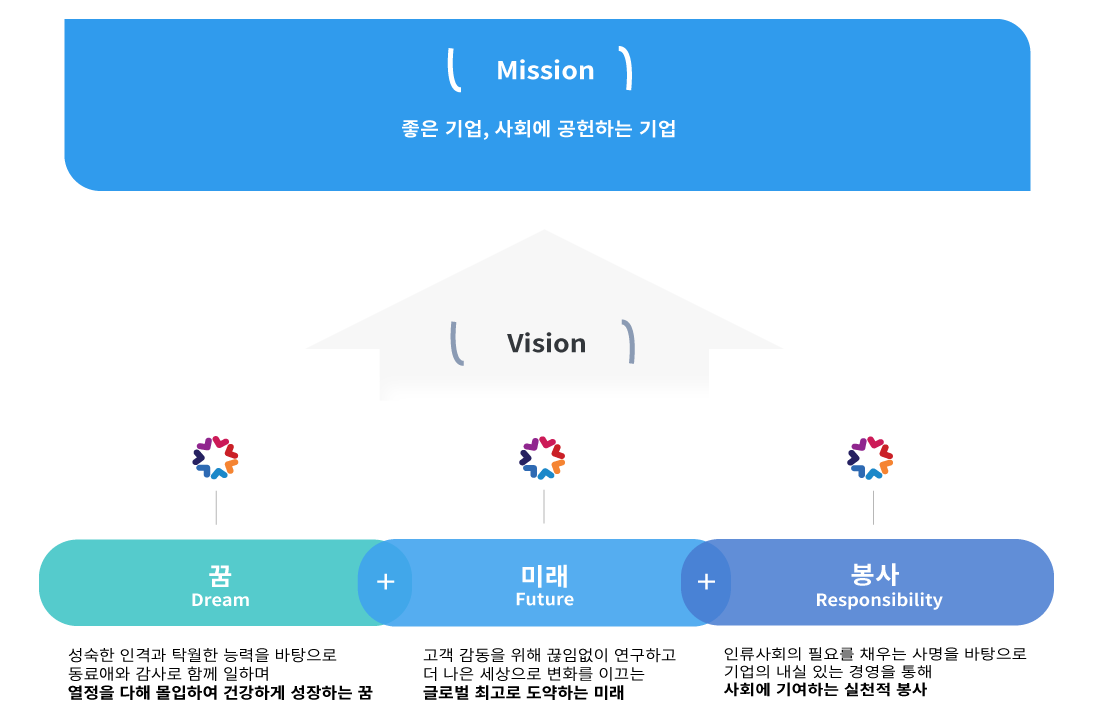 Mission
좋은 기업, 사회에 공헌하는 기업
Vision
꿈
Dream
+
미래
Future
+
봉사
Responsibility
성숙한 인격과 탁월한 능력을 바탕으로
동료애와 감사로 함께 일하며
열정을 다해 몰입하여 건강하게 성장하는 꿈
고객 감동을 위해 끊임없이 연구하고
더 나은 세상으로 변화를 이끄는
글로벌 최고로 도약하는 미래
인류사회의 필요를 채우는 사명을 바탕으로
기업의 내실 있는 경영을 통해
사회에 기여하는 실천적 봉사